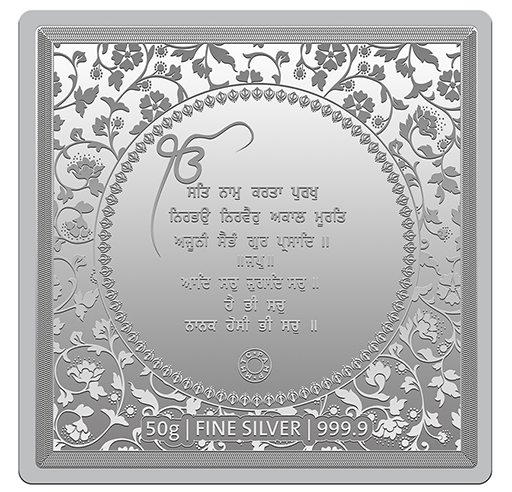 ੴ
ਸਤਿ ਨਾਮੁ ਕਰਤਾ ਪੁਰਖੁ
ਨਿਰਭਉ ਨਿਰਵੈਰੁ ਅਕਾਲ ਮੂਰਤਿ
ਅਜੂਨੀ ਸੈਭੰ ਗੁਰ ਪ੍ਰਸਾਦਿ ॥
॥ਜਪੁ॥
ਆਦਿ ਸਚੁ ਜੁਗਾਦਿ ਸਚੁ ॥
ਹੈ ਭੀ ਸਚੁ
ਨਾਨਕ ਹੋਸੀ ਭੀ ਸਚੁ ॥
50g | FINE SILVER | 999.9